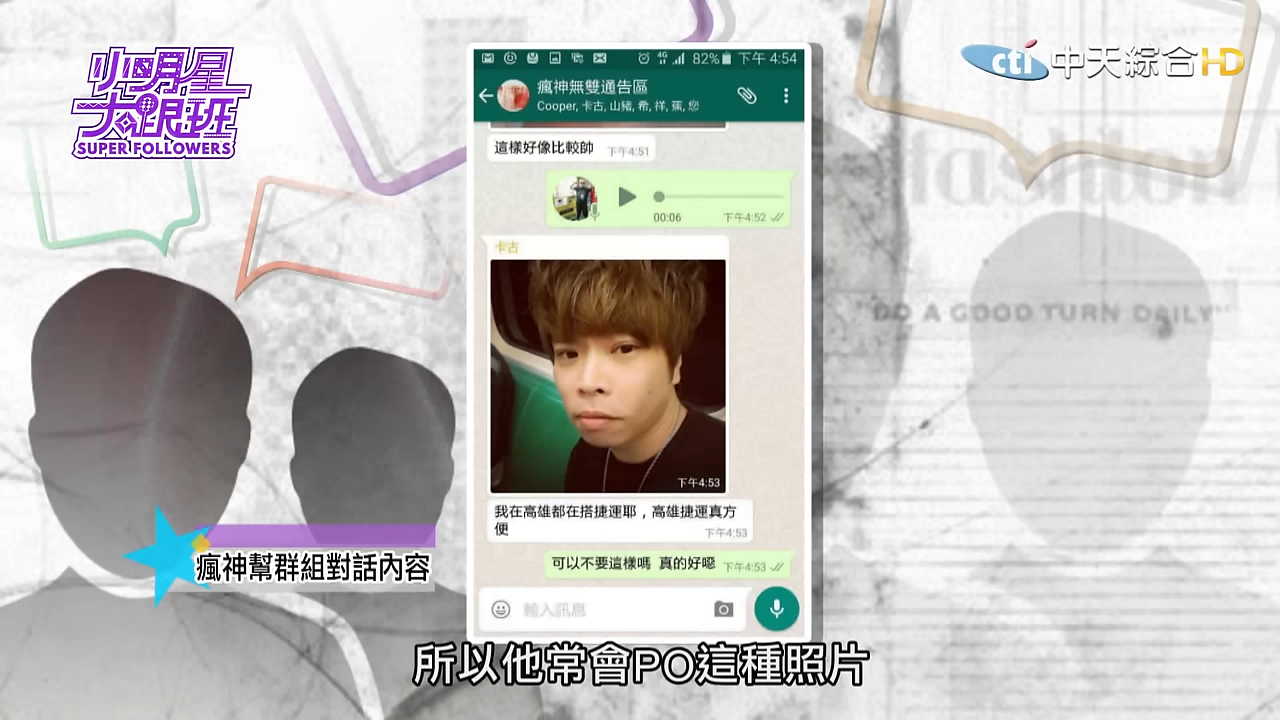 小明星
大跟班
SUPER FOLLOWERS
cti 中天綜合HD
fashion
"DO A GOOD TURN DAILY"
4G 82% 下午 4:54
瘋神無雙通告區
Cooper, 卡古, 山豬, 希, 祥, 蕉, 您
這樣好像比較帥 下午4:51
00:06 下午4:52
卡古
下午4:53
我在高雄都在搭捷運耶，高雄捷運真方
便 下午4:53
可以不要這樣嗎 真的好噁 下午4:53
輸入訊息
瘋神幫群組對話內容
所以他常會PO這種照片